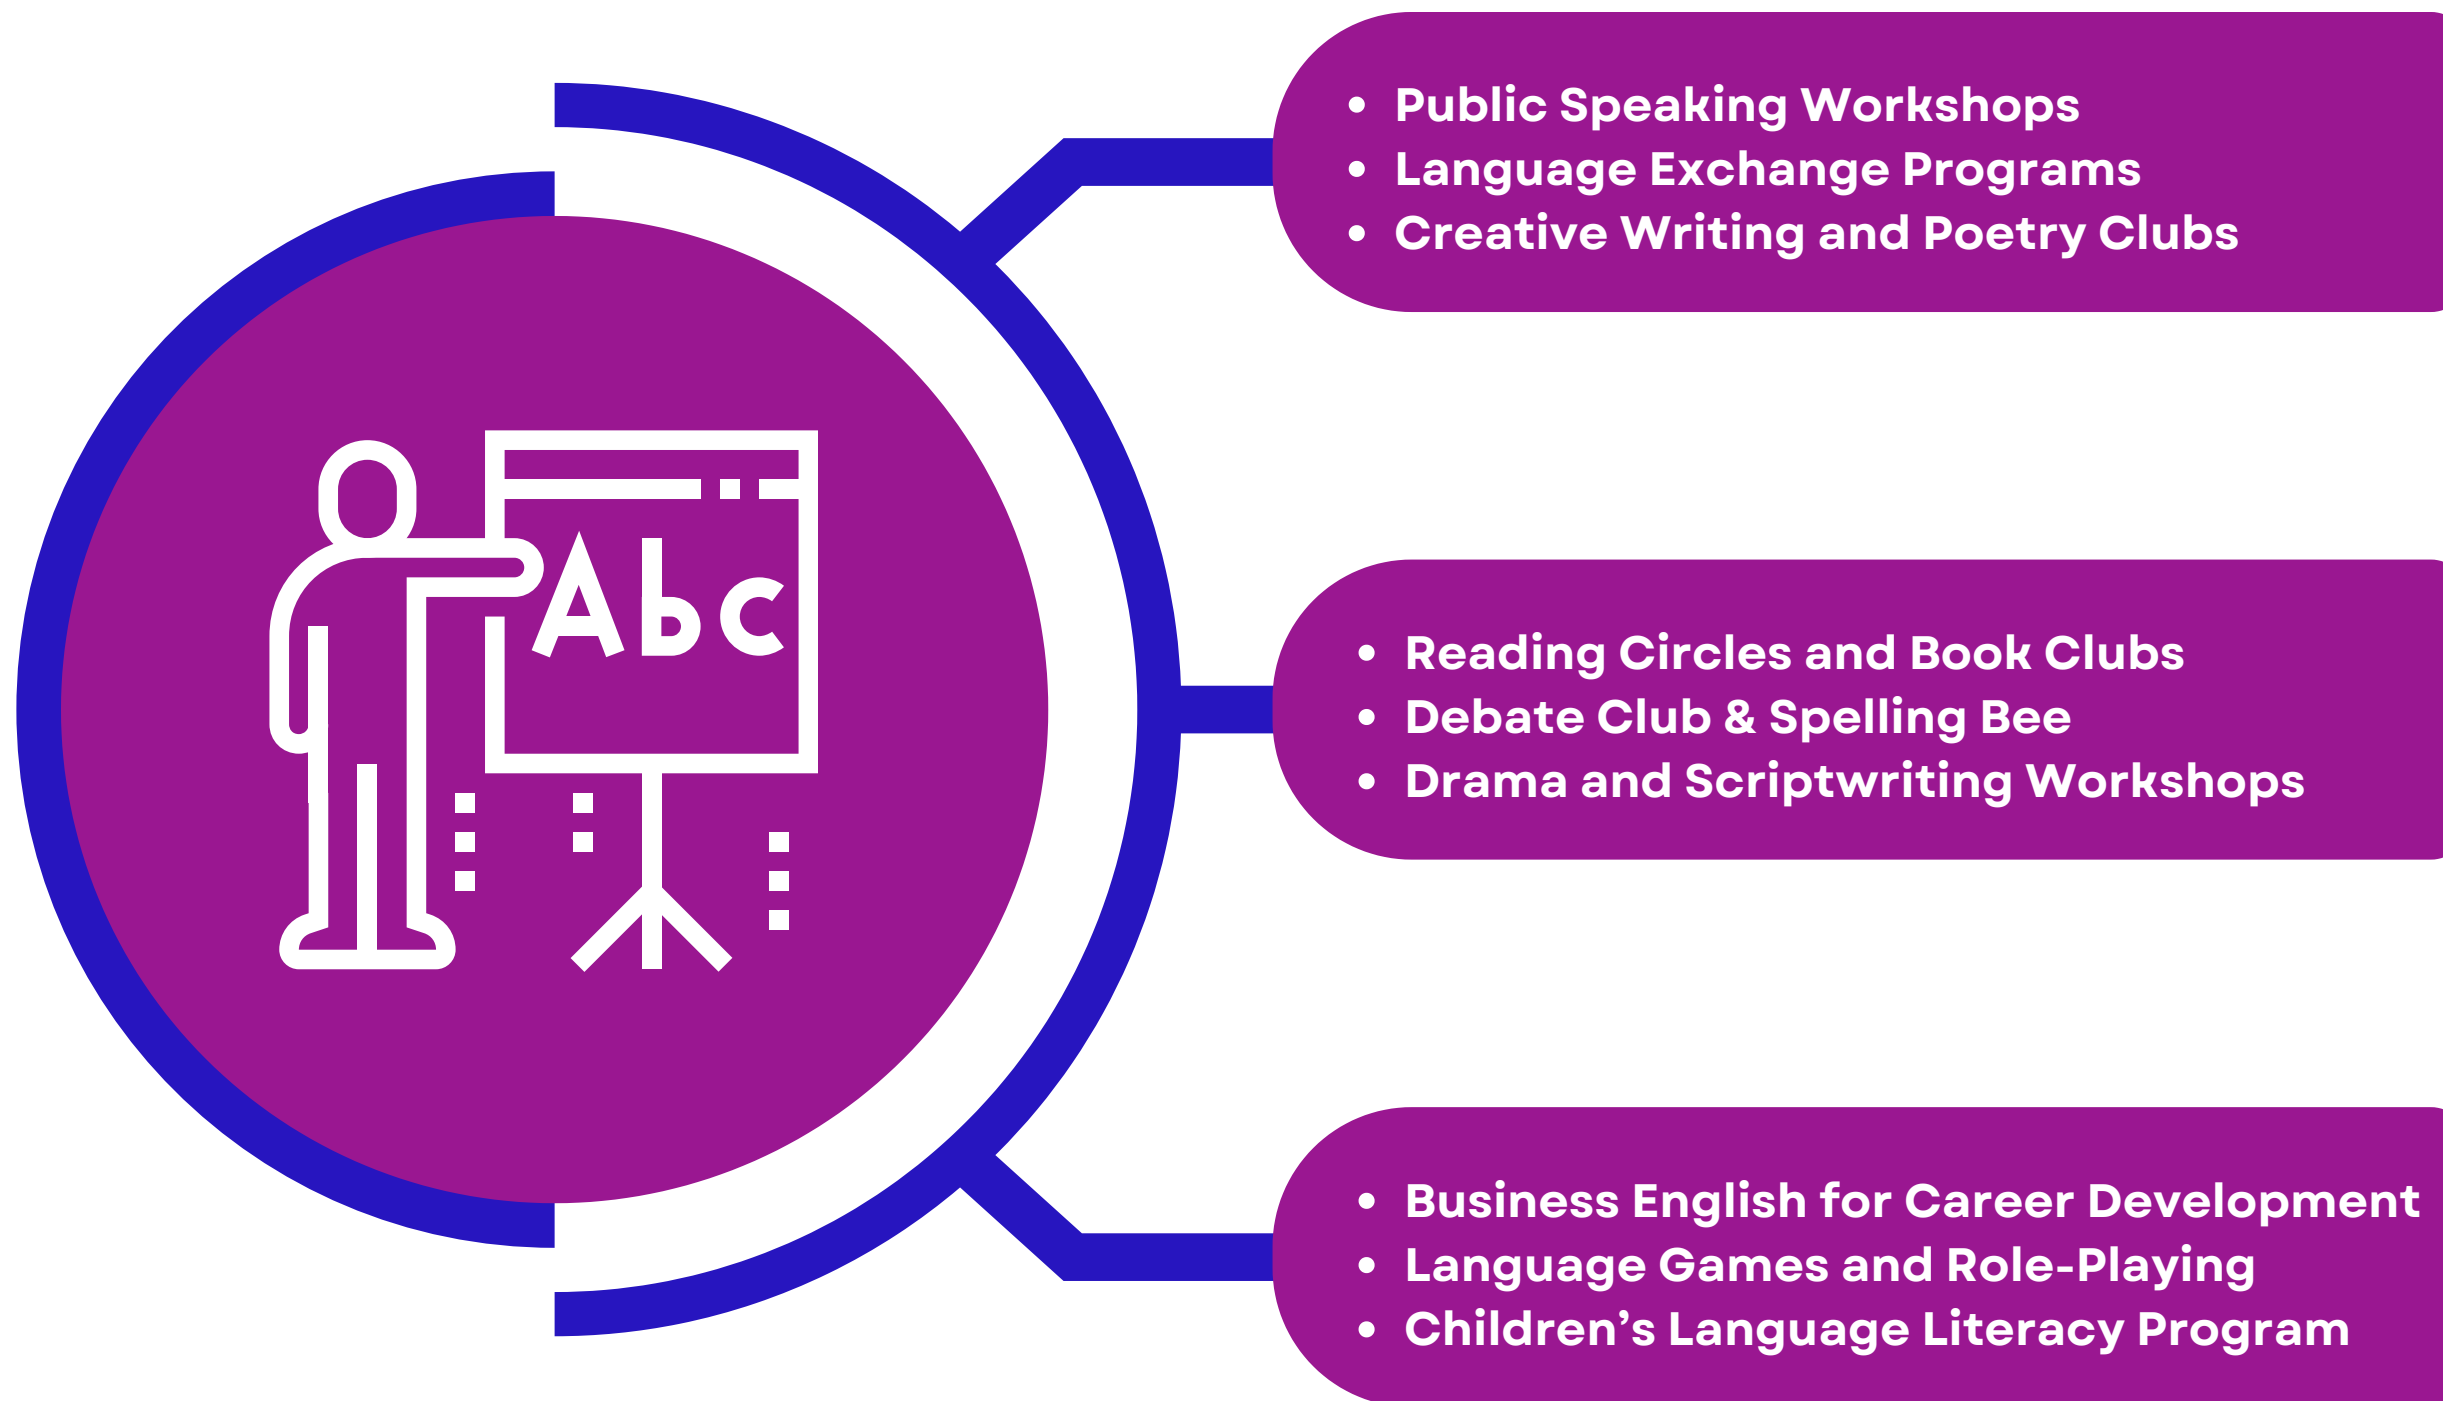 Abc
• Public Speaking Workshops
• Language Exchange Programs
• Creative Writing and Poetry Clubs
• Reading Circles and Book Clubs
• Debate Club & Spelling Bee
• Drama and Scriptwriting Workshops
• Business English for Career Development
• Language Games and Role-Playing
• Children’s Language Literacy Program